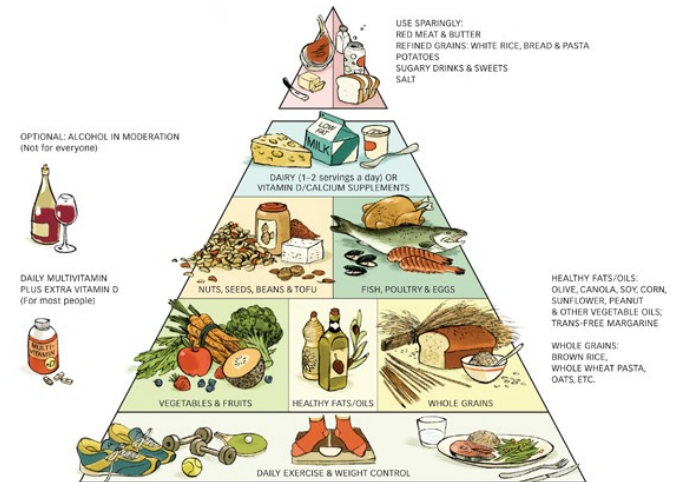 USE SPARINGLY:
RED MEAT & BUTTER
REFINED GRAINS: WHITE RICE, BREAD & PASTA
POTATOES
SUGARY DRINKS & SWEETS
SALT
OPTIONAL: ALCOHOL IN MODERATION
(Not for everyone)
LOW
FAT
MILK
DAIRY (1–2 servings a day) OR
VITAMIN D/CALCIUM SUPPLEMENTS
DAILY MULTIVITAMIN
PLUS EXTRA VITAMIN D
(For most people)
MULTI-
VITAMIN
+D
NUTS, SEEDS, BEANS & TOFU
FISH, POULTRY & EGGS
HEALTHY FATS/OILS:
OLIVE, CANOLA, SOY, CORN,
SUNFLOWER, PEANUT
& OTHER VEGETABLE OILS;
TRANS-FREE MARGARINE
WHOLE GRAINS:
BROWN RICE,
WHOLE WHEAT PASTA,
OATS, ETC.
VEGETABLES & FRUITS
HEALTHY FATS/OILS
WHOLE GRAINS
DAILY EXERCISE & WEIGHT CONTROL